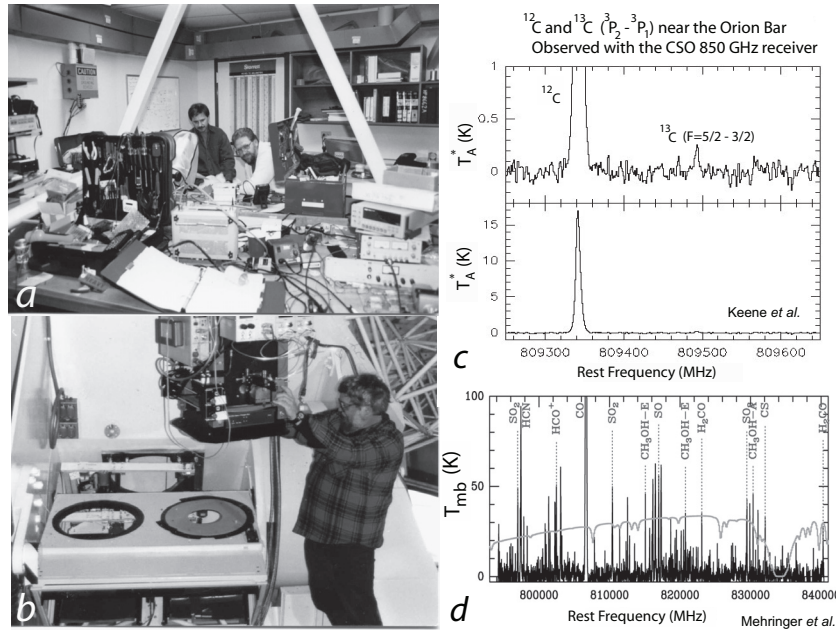 a
CAUTION
b
¹²C and ¹³C (³P₂ - ³P₁) near the Orion Bar
Observed with the CSO 850 GHz receiver
1
0.5
0
T*A (K)
¹²C
¹³C (F=5/2 - 3/2)
15
10
5
0
T*A (K)
Keene et al.
809300 809400 809500 809600
Rest Frequency (MHz)
c
100
50
0
Tmb (K)
SO₂
HCN
HCO⁺
CO
SO₂
CH₃OH-E
SO
CH₃OH-E
H₂CO
SO₂
CH₃OH-A
CS
H₂CO
800000 810000 820000 830000 840000
Rest Frequency (MHz)
Mehringer et al.
d